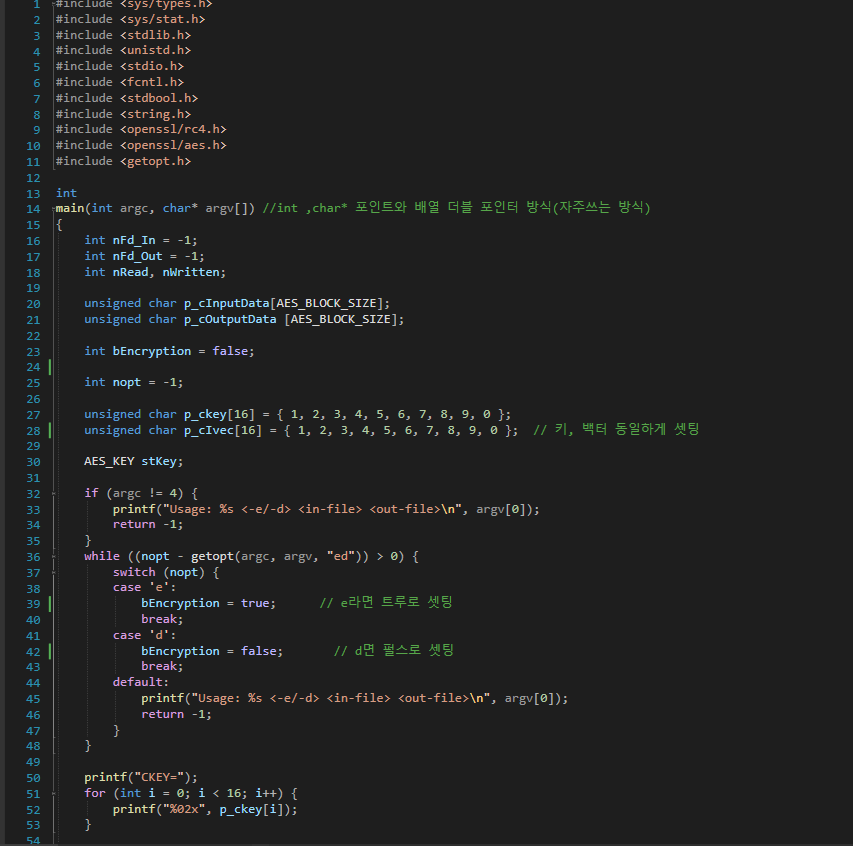 1 #include <sys/types.h>
2 #include <sys/stat.h>
3 #include <stdlib.h>
4 #include <unistd.h>
5 #include <stdio.h>
6 #include <fcntl.h>
7 #include <stdbool.h>
8 #include <string.h>
9 #include <openssl/rc4.h>
10 #include <openssl/aes.h>
11 #include <getopt.h>
12
13 int
14 main(int argc, char* argv[]) //int ,char* 포인트와 배열 더블 포인터 방식(자주쓰는 방식)
15 {
16     int nFd_In = -1;
17     int nFd_Out = -1;
18     int nRead, nWritten;
19
20     unsigned char p_cInputData[AES_BLOCK_SIZE];
21     unsigned char p_cOutputData [AES_BLOCK_SIZE];
22
23     int bEncryption = false;
24
25     int nopt = -1;
26
27     unsigned char p_ckey[16] = { 1, 2, 3, 4, 5, 6, 7, 8, 9, 0 };
28     unsigned char p_cIvec[16] = { 1, 2, 3, 4, 5, 6, 7, 8, 9, 0 };  // 키, 백터 동일하게 셋팅
29
30     AES_KEY stKey;
31
32     if (argc != 4) {
33         printf("Usage: %s <-e/-d> <in-file> <out-file>\n", argv[0]);
34         return -1;
35     }
36     while ((nopt - getopt(argc, argv, "ed")) > 0) {
37         switch (nopt) {
38         case 'e':
39             bEncryption = true;      // e라면 트루로 셋팅
40             break;
41         case 'd':
42             bEncryption = false;       // d면 펄스로 셋팅
43             break;
44         default:
45             printf("Usage: %s <-e/-d> <in-file> <out-file>\n", argv[0]);
46             return -1;
47         }
48     }
49
50     printf("CKEY=");
51     for (int i = 0; i < 16; i++) {
52         printf("%02x", p_ckey[i]);
53     }
54